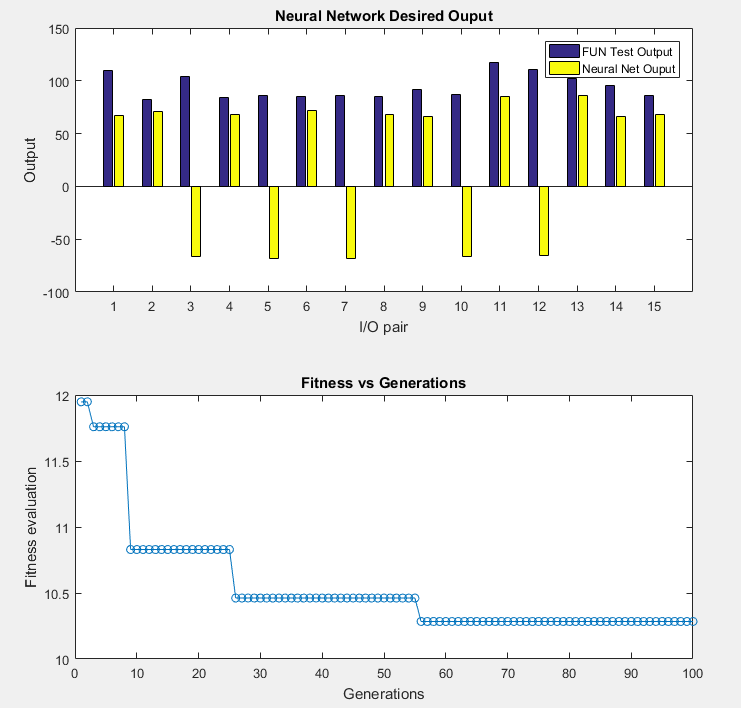 Neural Network Desired Ouput
150
100
50
0
-50
-100
Output
FUN Test Output
Neural Net Ouput
1 2 3 4 5 6 7 8 9 10 11 12 13 14 15
I/O pair
Fitness vs Generations
12
11.5
11
10.5
10
Fitness evaluation
0 10 20 30 40 50 60 70 80 90 100
Generations